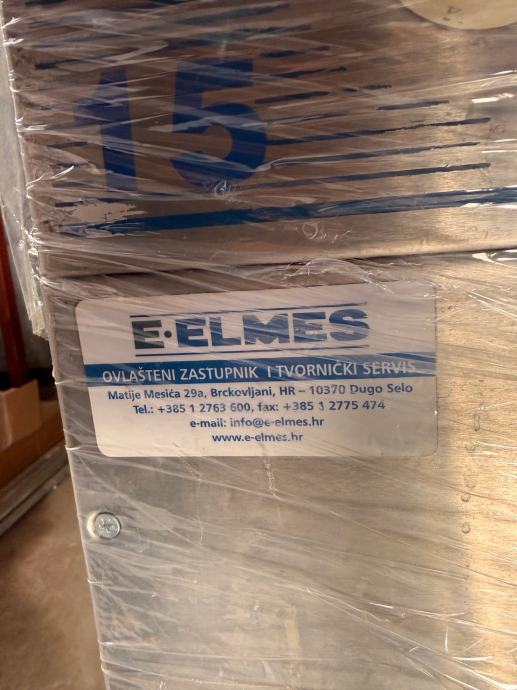 15
E·ELMES
OVLAŠTENI ZASTUPNIK I TVORNIČKI SERVIS
Matije Mesića 29a, Brckovljani, HR – 10370 Dugo Selo
Tel.: +385 1 2763 600, fax: +385 1 2775 474
e-mail: info@e-elmes.hr
www.e-elmes.hr